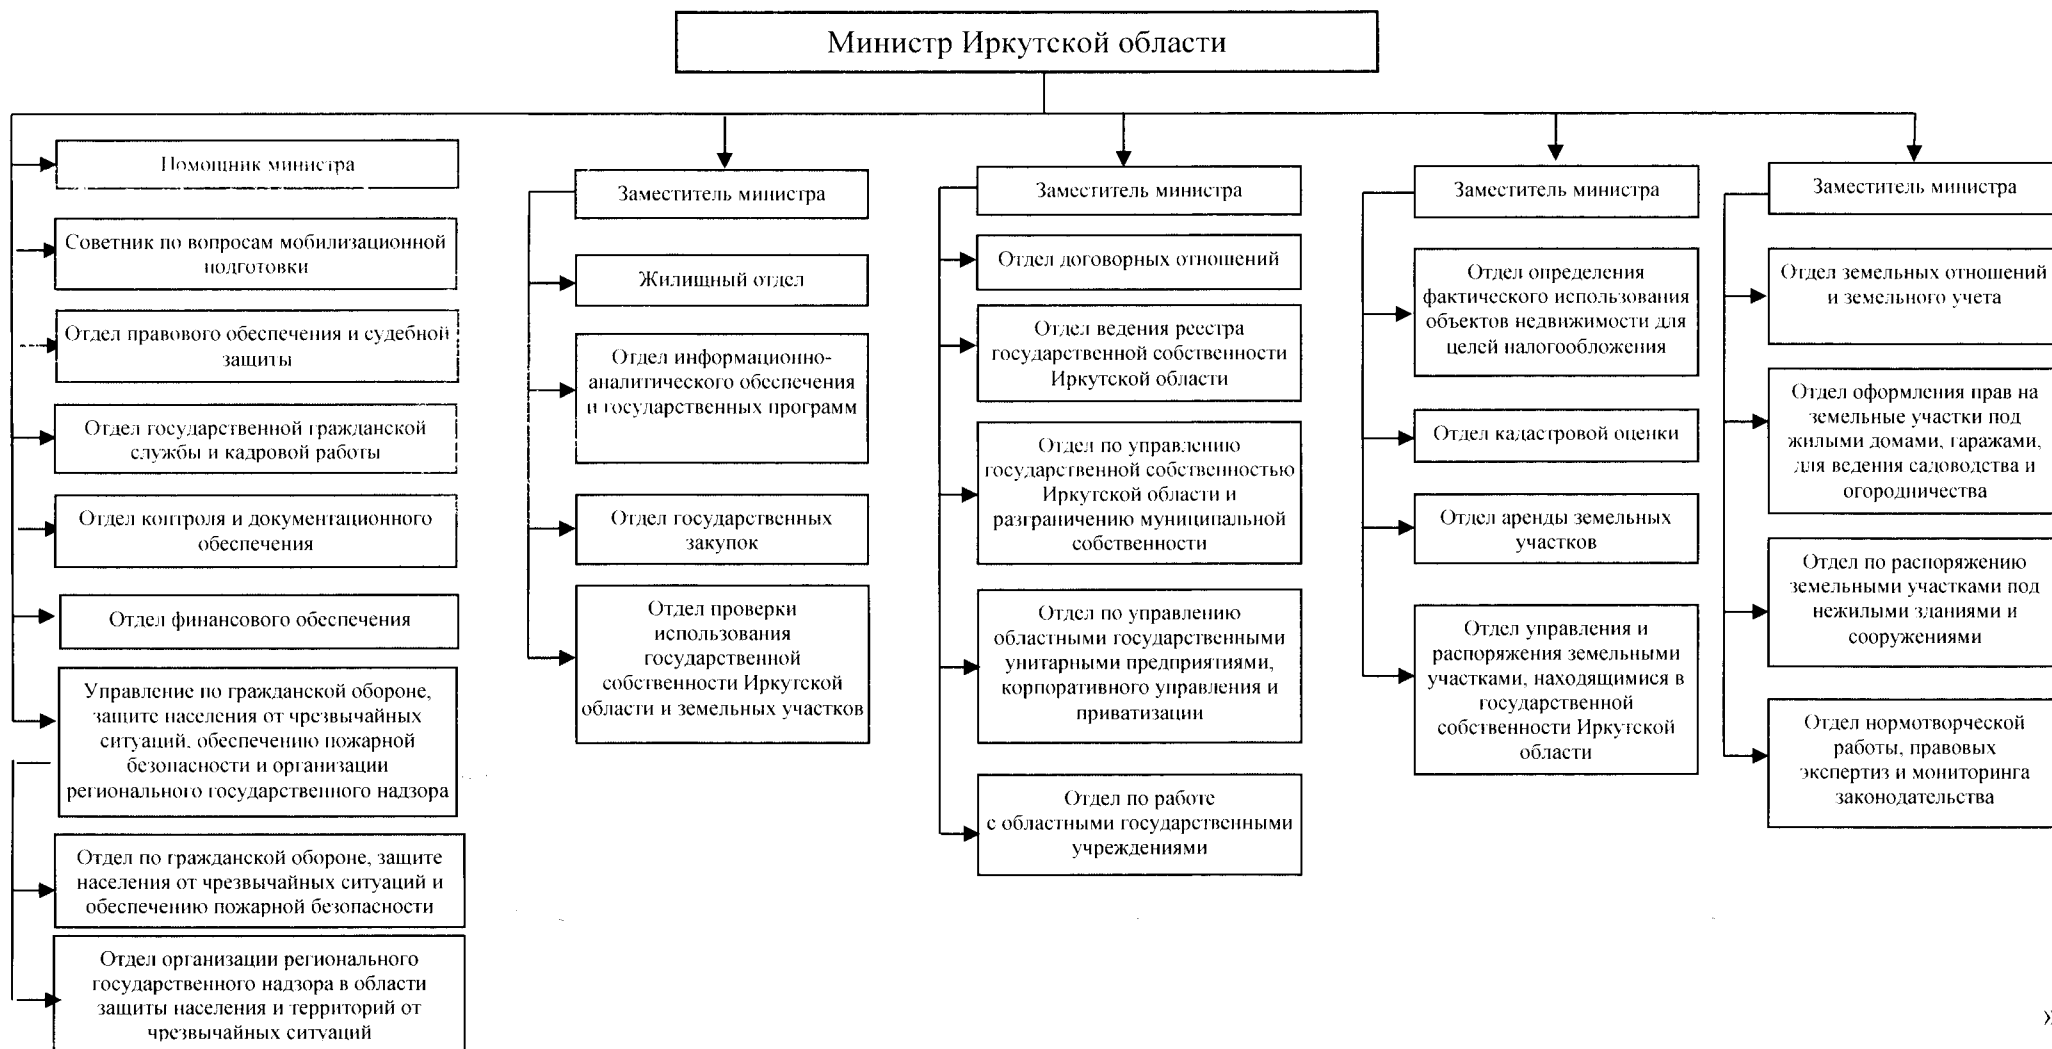 Министр Иркутской области
Помощник министра
Советник по вопросам мобилизационной
подготовки
Отдел правового обеспечения и судебной
защиты
Отдел государственной гражданской
службы и кадровой работы
Отдел контроля и документационного
обеспечения
Отдел финансового обеспечения
Управление по гражданской обороне,
защите населения от чрезвычайных
ситуаций, обеспечению пожарной
безопасности и организации
регионального государственного надзора
Отдел по гражданской обороне, защите
населения от чрезвычайных ситуаций и
обеспечению пожарной безопасности
Отдел организации регионального
государственного надзора в области
защиты населения и территорий от
чрезвычайных ситуаций
Заместитель министра
Жилищный отдел
Отдел информационно-
аналитического обеспечения
и государственных программ
Отдел государственных
закупок
Отдел проверки
использования
государственной
собственности Иркутской
области и земельных участков
Заместитель министра
Отдел договорных отношений
Отдел ведения реестра
государственной собственности
Иркутской области
Отдел по управлению
государственной собственностью
Иркутской области и
разграничению муниципальной
собственности
Отдел по управлению
областными государственными
унитарными предприятиями,
корпоративного управления и
приватизации
Отдел по работе
с областными государственными
учреждениями
Заместитель министра
Отдел определения
фактического использования
объектов недвижимости для
целей налогообложения
Отдел кадастровой оценки
Отдел аренды земельных
участков
Отдел управления и
распоряжения земельными
участками, находящимися в
государственной
собственности Иркутской
области
Заместитель министра
Отдел земельных отношений
и земельного учета
Отдел оформления прав на
земельные участки под
жилыми домами, гаражами,
для ведения садоводства и
огородничества
Отдел по распоряжению
земельными участками под
нежилыми зданиями и
сооружениями
Отдел нормотворческой
работы, правовых
экспертиз и мониторинга
законодательства
»